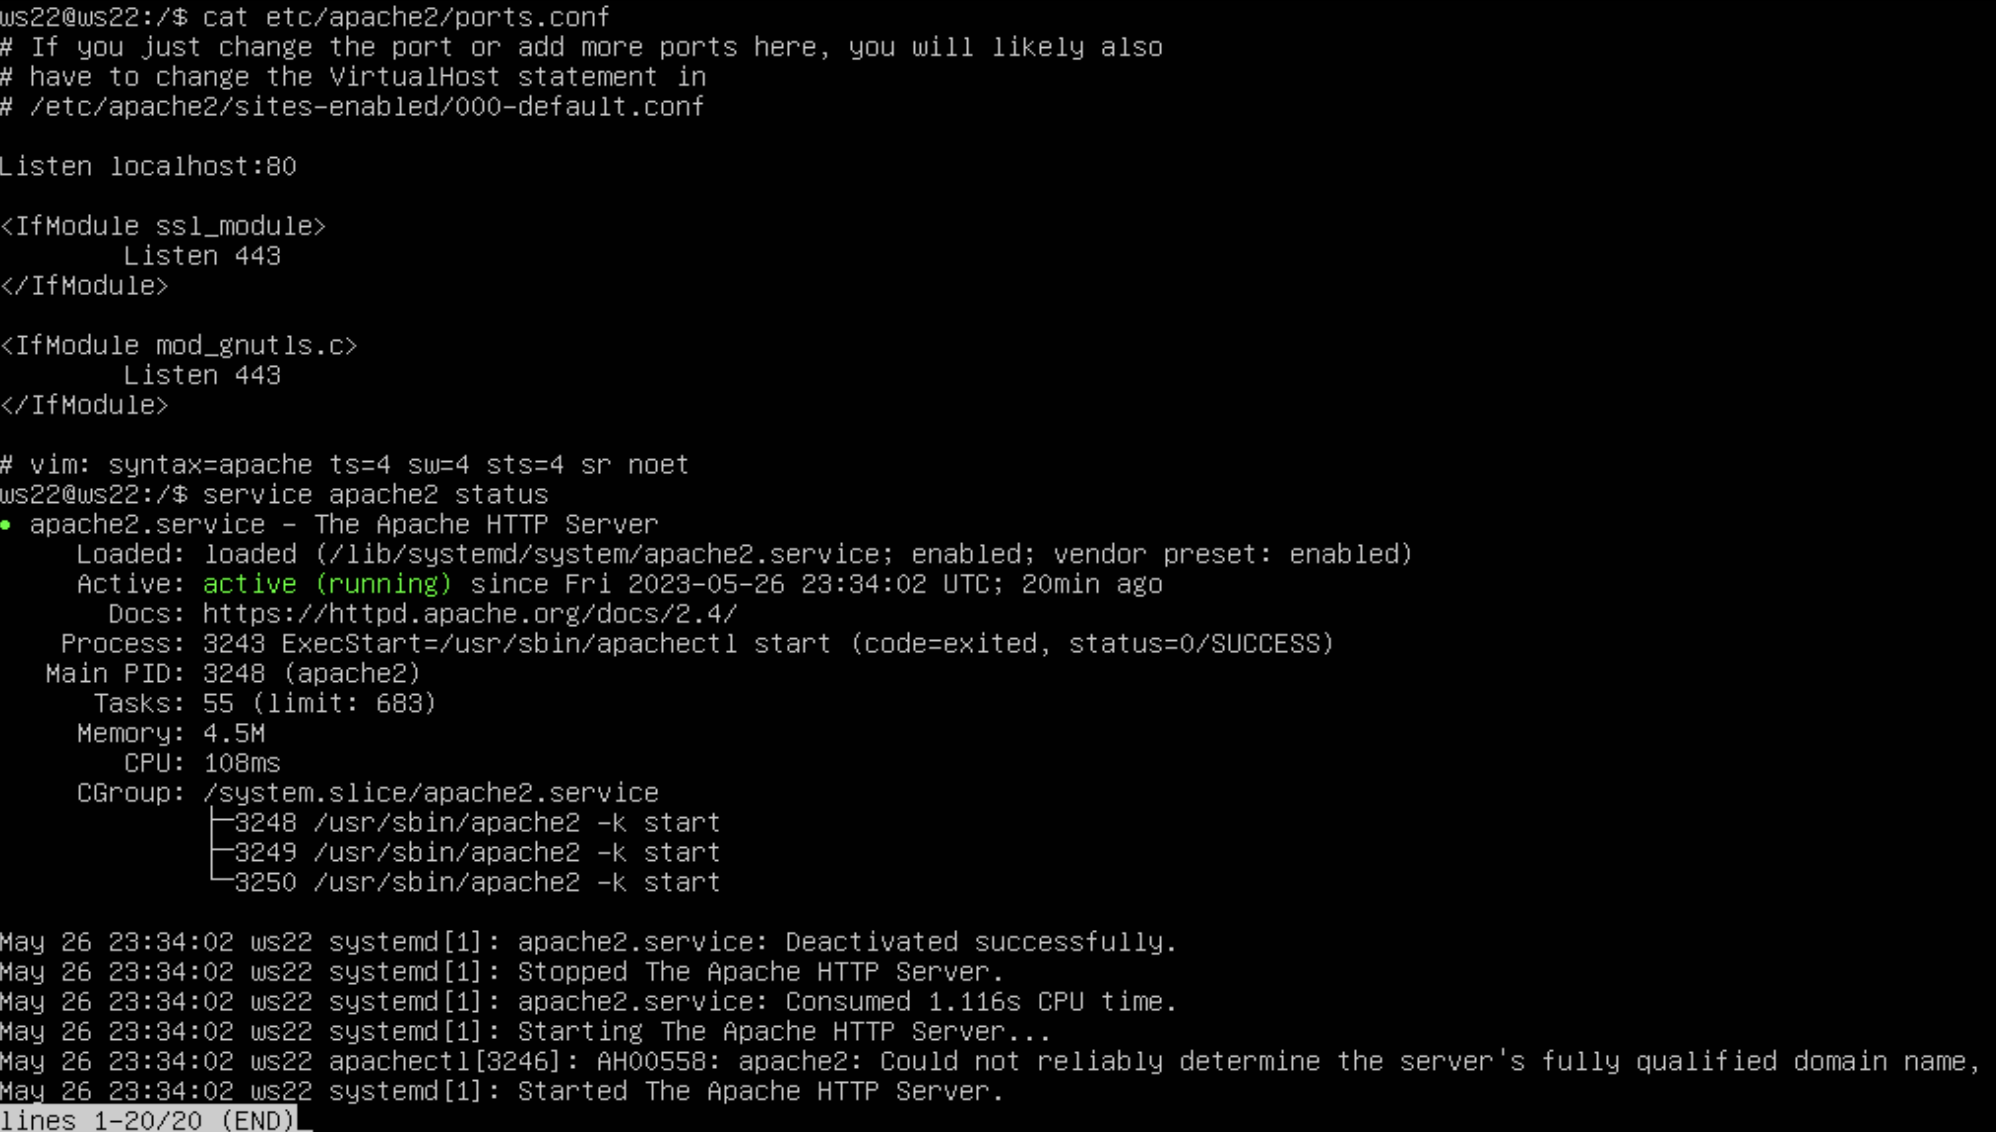 ws22@ws22:/$ cat etc/apache2/ports.conf
# If you just change the port or add more ports here, you will likely also
# have to change the VirtualHost statement in
# /etc/apache2/sites-enabled/000-default.conf

Listen localhost:80

<IfModule ssl_module>
        Listen 443
</IfModule>

<IfModule mod_gnutls.c>
        Listen 443
</IfModule>

# vim: syntax=apache ts=4 sw=4 sts=4 sr noet
ws22@ws22:/$ service apache2 status
• apache2.service - The Apache HTTP Server
     Loaded: loaded (/lib/systemd/system/apache2.service; enabled; vendor preset: enabled)
     Active: active (running) since Fri 2023-05-26 23:34:02 UTC; 20min ago
       Docs: https://httpd.apache.org/docs/2.4/
    Process: 3243 ExecStart=/usr/sbin/apachectl start (code=exited, status=0/SUCCESS)
   Main PID: 3248 (apache2)
      Tasks: 55 (limit: 683)
     Memory: 4.5M
        CPU: 108ms
     CGroup: /system.slice/apache2.service
             ├─3248 /usr/sbin/apache2 -k start
             ├─3249 /usr/sbin/apache2 -k start
             └─3250 /usr/sbin/apache2 -k start

May 26 23:34:02 ws22 systemd[1]: apache2.service: Deactivated successfully.
May 26 23:34:02 ws22 systemd[1]: Stopped The Apache HTTP Server.
May 26 23:34:02 ws22 systemd[1]: apache2.service: Consumed 1.116s CPU time.
May 26 23:34:02 ws22 systemd[1]: Starting The Apache HTTP Server...
May 26 23:34:02 ws22 apachectl[3246]: AH00558: apache2: Could not reliably determine the server's fully qualified domain name,
May 26 23:34:02 ws22 systemd[1]: Started The Apache HTTP Server.
lines 1-20/20 (END)